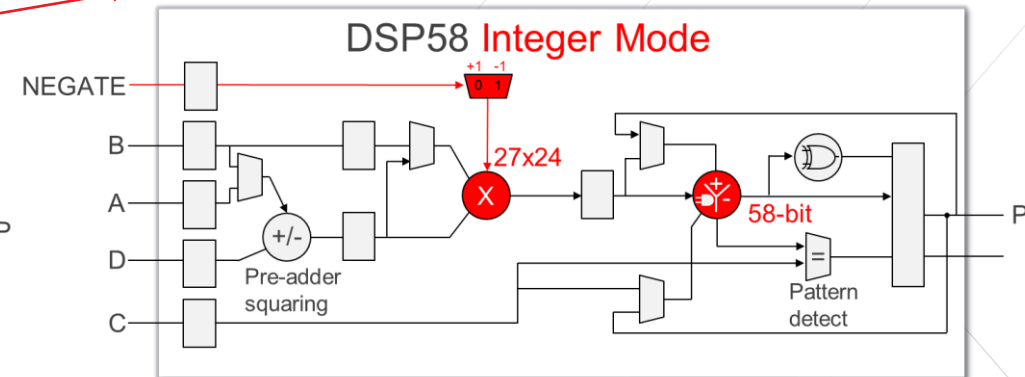 DSP58 Integer Mode
NEGATE
+1 -1
0 1
B
27x24
X
A
+
-
58-bit
P
P
+/-
D
=
Pre-adder
squaring
Pattern
detect
C